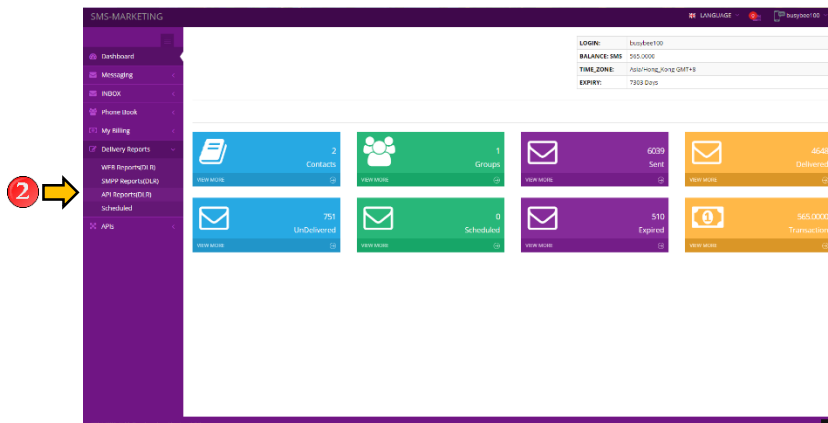 SMS-MARKETING
LANGUAGE
busybee100
Dashboard
Messaging
INBOX
Phone Book
My Billing
Delivery Reports
WEB Reports(DLR)
SMPP Reports(DLR)
API Reports(DLR)
Scheduled
APIs
2
LOGIN: busybee100
BALANCE: SMS 565.0000
TIME_ZONE: Asia/Hong_Kong GMT+8
EXPIRY: 7303 Days
2
Contacts
VIEW MORE
1
Groups
VIEW MORE
6039
Sent
VIEW MORE
4648
Delivered
VIEW MORE
751
UnDelivered
VIEW MORE
0
Scheduled
VIEW MORE
510
Expired
VIEW MORE
565.0000
Transaction
VIEW MORE